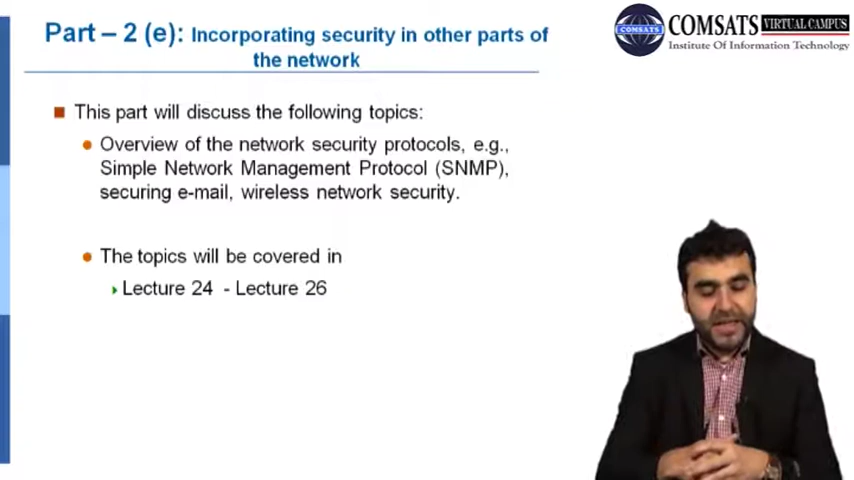 Part – 2 (e): Incorporating security in other parts of
the network
COMSATS VIRTUAL CAMPUS
Institute Of Information Technology
COMSATS
This part will discuss the following topics:
Overview of the network security protocols, e.g.,
Simple Network Management Protocol (SNMP),
securing e-mail, wireless network security.
The topics will be covered in
Lecture 24 - Lecture 26